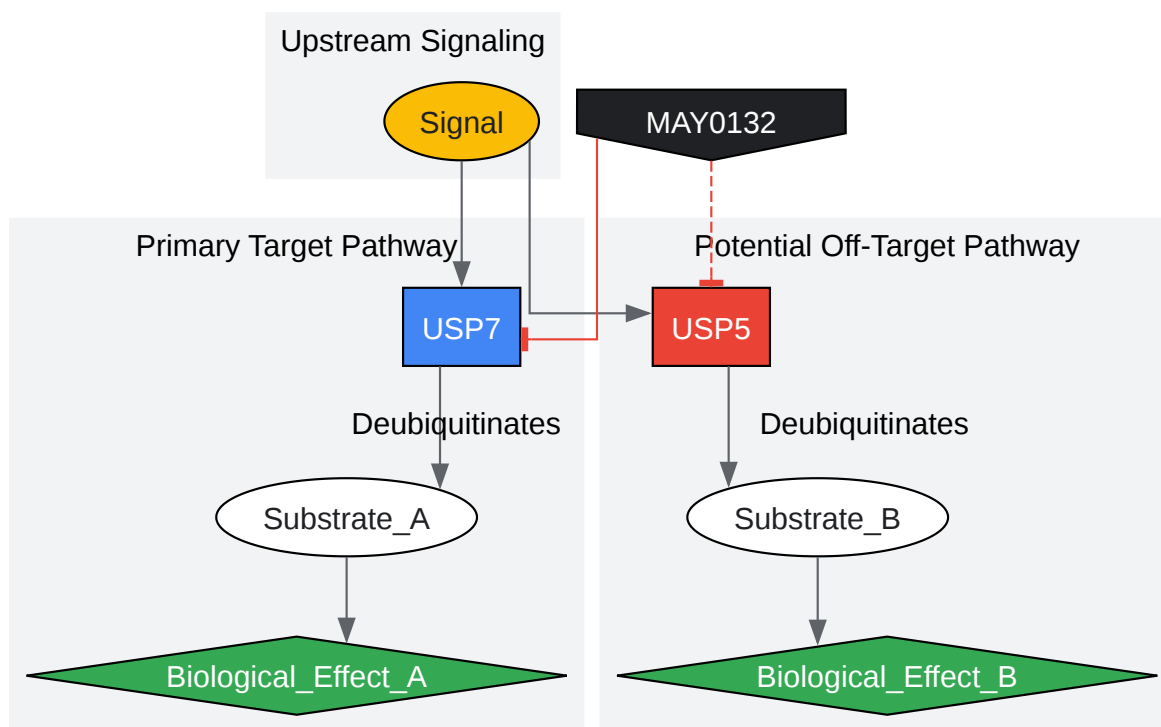 Upstream Signaling
Signal
MAY0132
Primary Target Pathway
Potential Off-Target Pathway
USP7
USP5
Deubiquitinates
Deubiquitinates
Substrate_A
Substrate_B
Biological_Effect_A
Biological_Effect_B